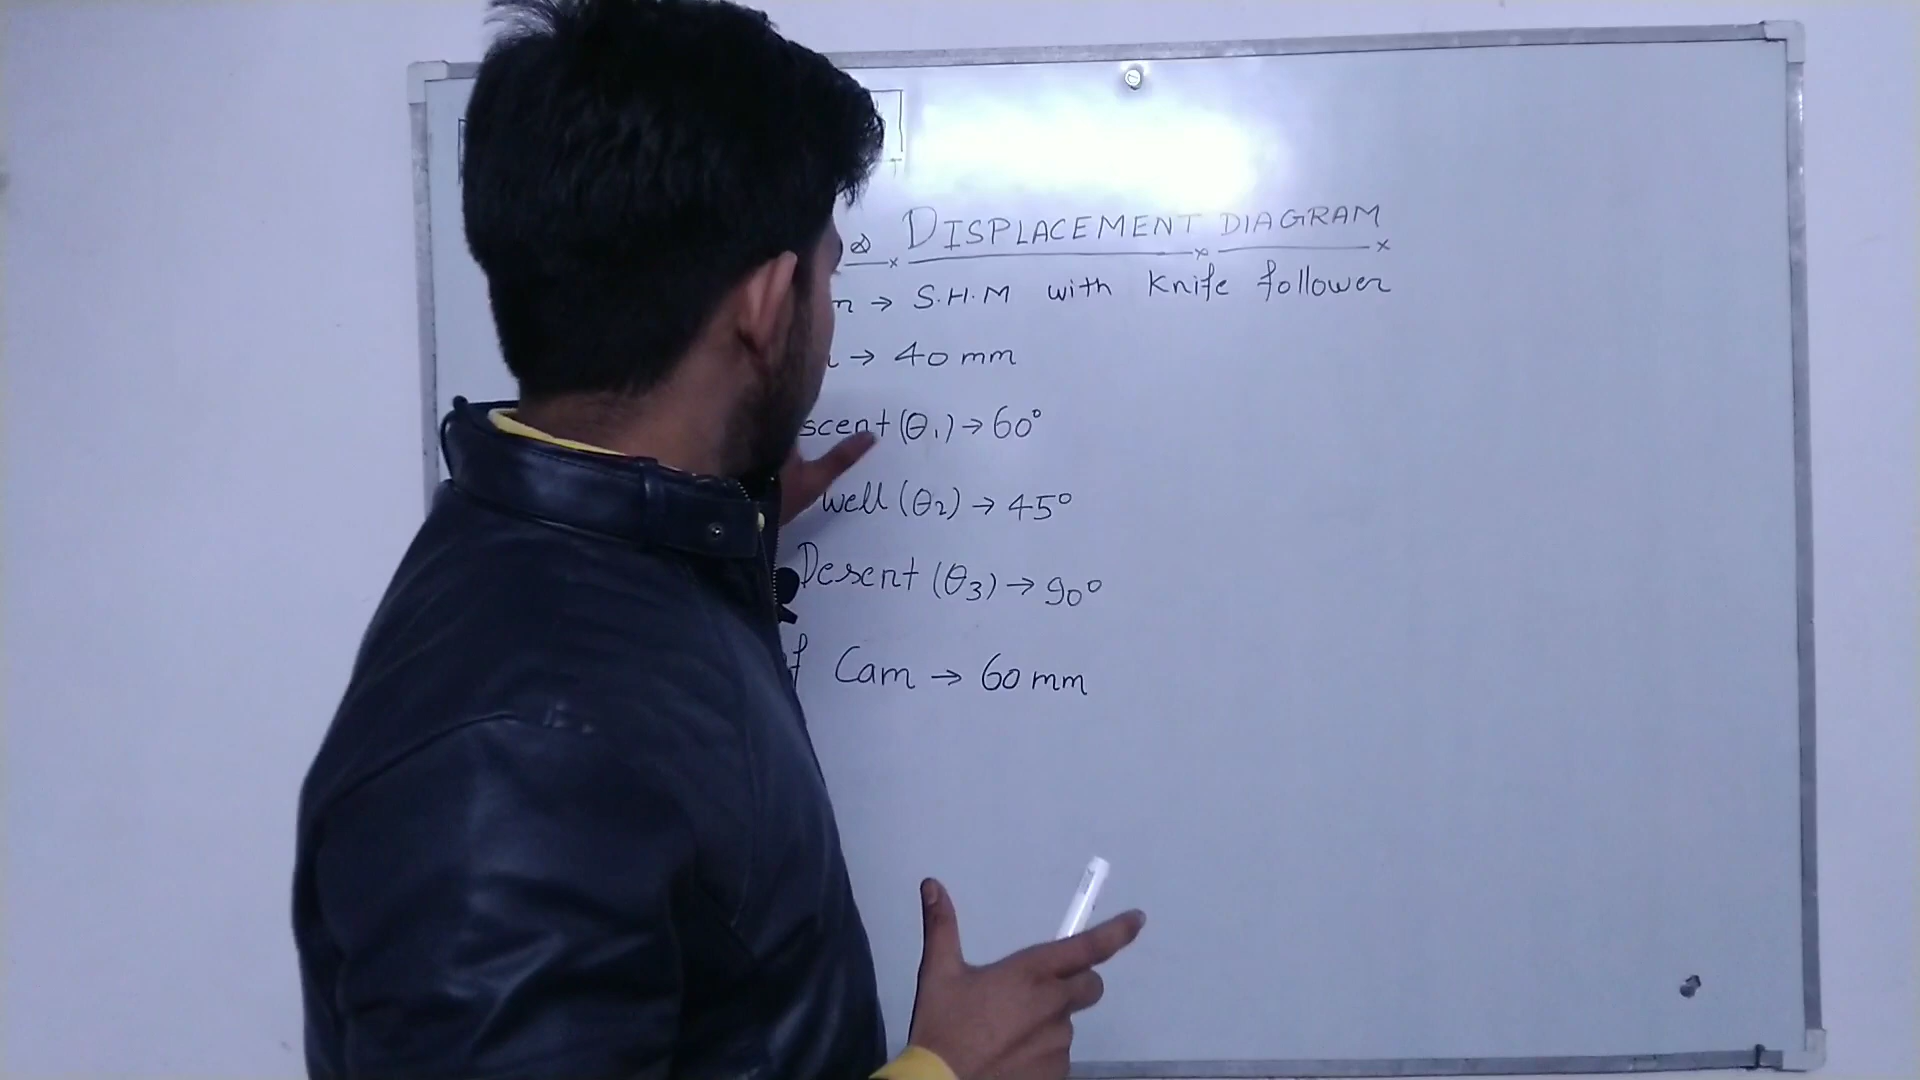 & DISPLACEMENT DIAGRAM
→ S.H.M with Knife follower
→ 40 mm
scent (θ1) → 60°
well (θ2) → 45°
Desent (θ3) → 90°
f Cam → 60 mm